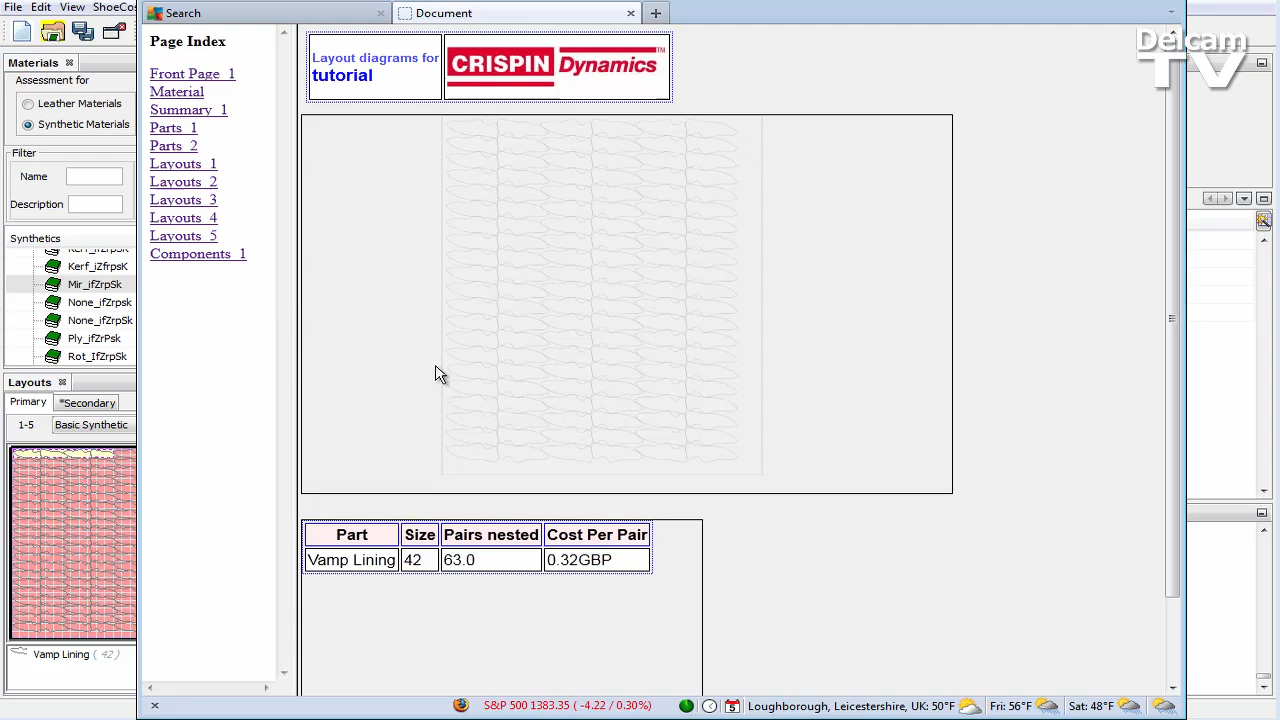 File Edit View ShoeCo
Search
Document
Delcam
TV
Materials
Assessment for
Leather Materials
Synthetic Materials
Filter
Name
Description
Synthetics
Kerf_iZfrpsK
Mir_ifZrpSk
None_ifZrpsk
None_ifZrpSk
Ply_ifZrPsk
Rot_IfZrpSk
Layouts
Primary
*Secondary
1-5
Basic Synthetic
Vamp Lining ( 42 )
Page Index
Front Page 1
Material
Summary 1
Parts 1
Parts 2
Layouts 1
Layouts 2
Layouts 3
Layouts 4
Layouts 5
Components 1
Layout diagrams for
tutorial
CRISPIN Dynamics TM
Part Size Pairs nested Cost Per Pair
Vamp Lining 42 63.0 0.32GBP
S&P 500 1383.35 ( -4.22 / 0.30%)
5
Loughborough, Leicestershire, UK: 50°F
Fri: 56°F
Sat: 48°F